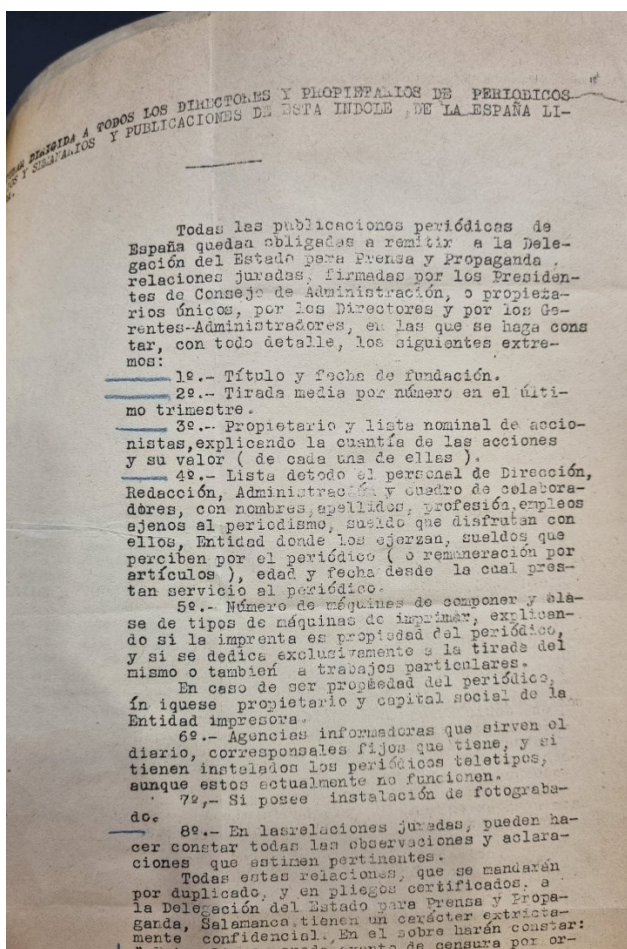 DIRIGIDA A TODOS LOS DIRECTORES Y PROPIETARIOS DE PERIODICOS
Y SEMANARIOS Y PUBLICACIONES DE ESTA INDOLE ,DE LA ESPAÑA LI-
Todas las publicaciones periódicas de
España quedan obligadas a remitir a la Dele-
gación del Estado para Prensa y Propaganda ,
relaciones juradas, firmadas por los Presiden-
tes de Consejo de Administración, o propieta-
rios únicos, por los Directores y por los Ge-
rentes-Administradores, en las que se haga cons
tar, con todo detalle, los siguientes extre-
mos:
1º.- Título y fecha de fundación.
2º.- Tirada media por número en el últi-
mo trimestre.
3º.- Propietario y lista nominal de accio-
nistas,explicando la cuantía de las acciones
y su valor ( de cada una de ellas ).
4º.- Lista detodo el personal de Dirección,
Redacción, Administración y cuadro de colabora-
dores, con nombres,apellidos, profesión,empleos
ajenos al periodismo, sueldo que disfrutan con
ellos, Entidad donde los ejerzan, sueldos que
perciben por el periódico ( o remuneración por
artículos ), edad y fecha desde la cual pres-
tan servicio al periódico.
5º.- Número de máquinas de componer y cla-
se de tipos de máquinas de imprimir, explican-
do si la imprenta es propiedad del periódico,
y si se dedica exclusivamente a la tirada del
mismo o tambien a trabajos particulares.
En caso de ser propéedad del periódico,
ín iquese propietario y capital social de la
Entidad impresora.
6º.- Agencias informadoras que sirven el
diario, corresponsales fijos que tiene, y si
tienen instalados los periódicos teletipos,
aunque estos actualmente no funcionen.
7º,- Si posee instalación de fotograba-
do.
8º.- En lasrelaciones juradas, pueden ha-
cer constar todas las observaciones y aclara-
ciones que estimen pertinentes.
Todas estas relaciones, que se mandarán
por duplicado, y en pliegos certificados, a
la Delegación del Estado para Prensa y Propa-
ganda, Salamanca,tienen un carácter extricta-
mente confidencial. En el sobre harán constar:
de censura por or-